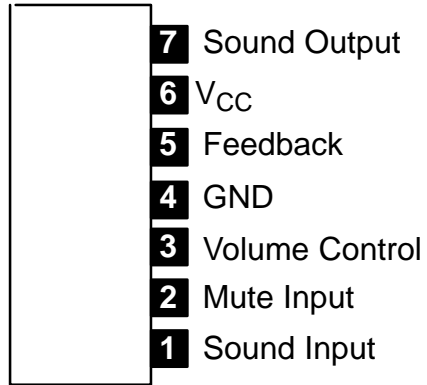 7 Sound Output
6 VCC
5 Feedback
4 GND
3 Volume Control
2 Mute Input
1 Sound Input